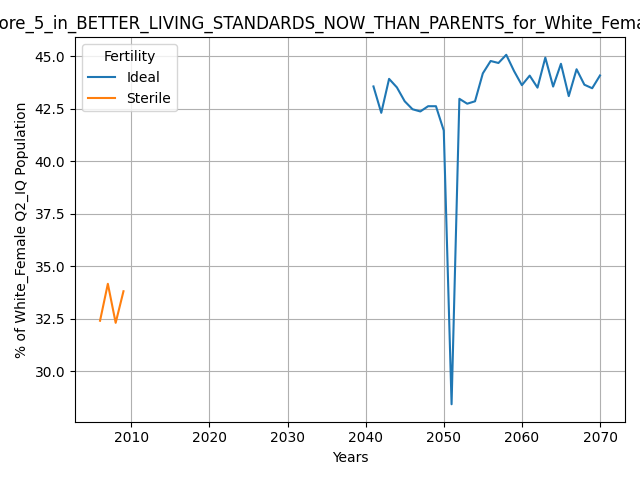 ore_5_in_BETTER_LIVING_STANDARDS_NOW_THAN_PARENTS_for_White_Fema
Fertility
Ideal
Sterile
45.0
42.5
40.0
37.5
35.0
32.5
30.0
% of White_Female Q2_IQ Population
2010
2020
2030
2040
2050
2060
2070
Years